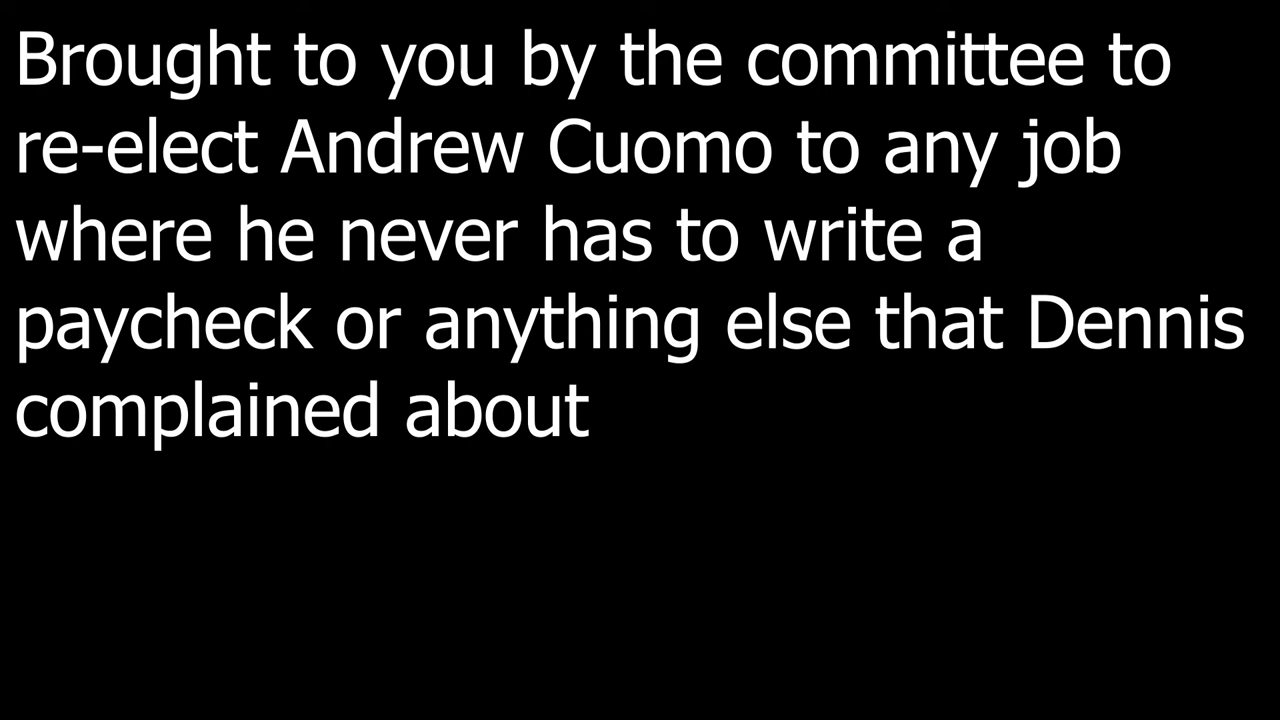 Brought to you by the committee to
re-elect Andrew Cuomo to any job
where he never has to write a
paycheck or anything else that Dennis
complained about